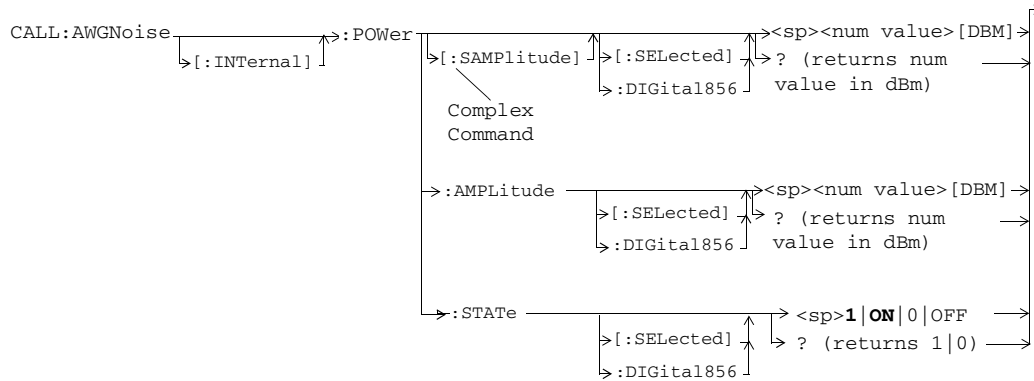 CALL:AWGNoise
[:INTernal]
:POWer
[:SAMPlitude]
Complex
Command
[:SELected]
:DIGital856
<sp><num value>[DBM]
? (returns num
value in dBm)
:AMPLitude
[:SELected]
:DIGital856
<sp><num value>[DBM]
? (returns num
value in dBm)
:STATe
[:SELected]
:DIGital856
<sp>1|ON|0|OFF
? (returns 1|0)